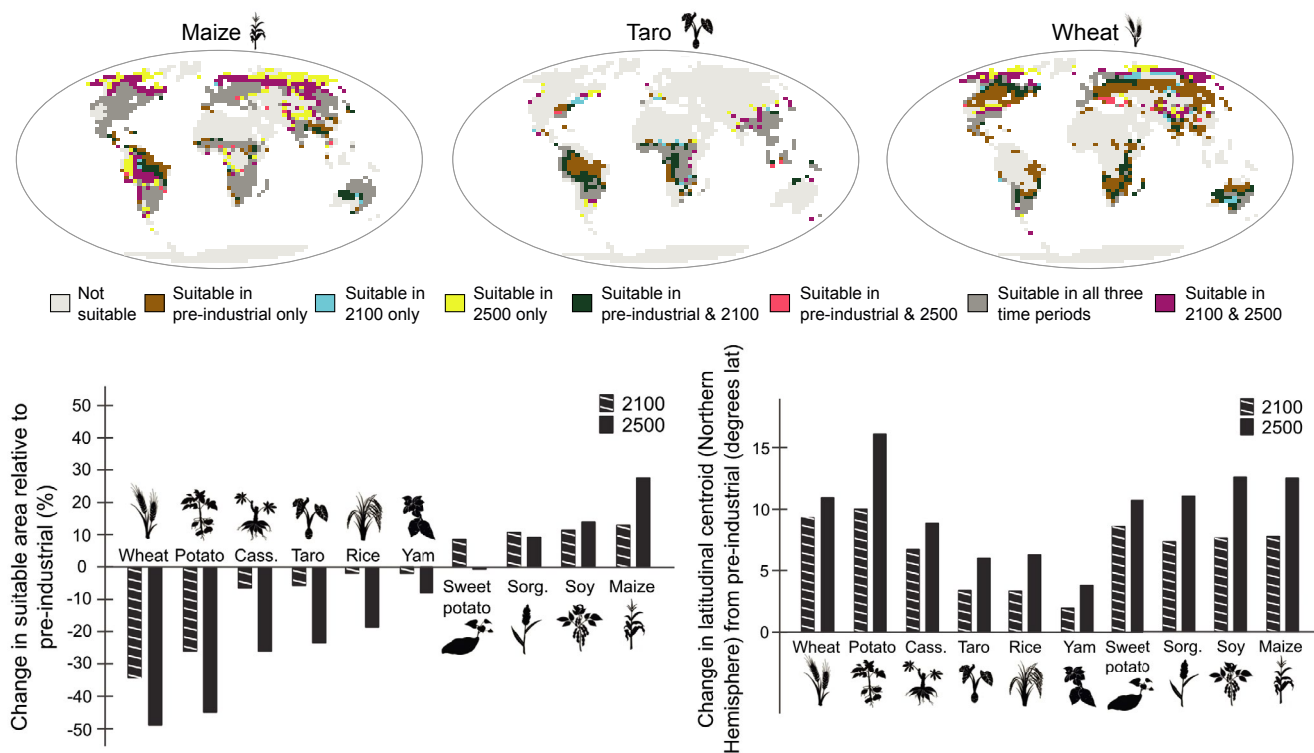 Maize
Taro
Wheat
Not
suitable
Suitable in
pre-industrial only
Suitable in
2100 only
Suitable in
2500 only
Suitable in
pre-industrial & 2100
Suitable in
pre-industrial & 2500
Suitable in all three
time periods
Suitable in
2100 & 2500
Change in suitable area relative to
pre-industrial (%)
50
40
30
20
10
0
-10
-20
-30
-40
-50
2100
2500
Wheat
Potato
Cass.
Taro
Rice
Yam
Sweet
potato
Sorg.
Soy
Maize
Change in latitudinal centroid (Northern
Hemisphere) from pre-industrial (degrees lat)
15
10
5
0
2100
2500
Wheat
Potato
Cass.
Taro
Rice
Yam
Sweet
potato
Sorg.
Soy
Maize